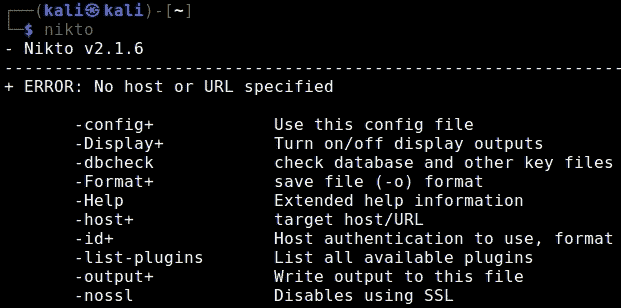 ┌──(kali㉿kali)-[~]
└─$ nikto
- Nikto v2.1.6
---------------------------------------------------------------
+ ERROR: No host or URL specified
-config+ Use this config file
-Display+ Turn on/off display outputs
-dbcheck check database and other key files
-Format+ save file (-o) format
-Help Extended help information
-host+ target host/URL
-id+ Host authentication to use, format
-list-plugins List all available plugins
-output+ Write output to this file
-nossl Disables using SSL